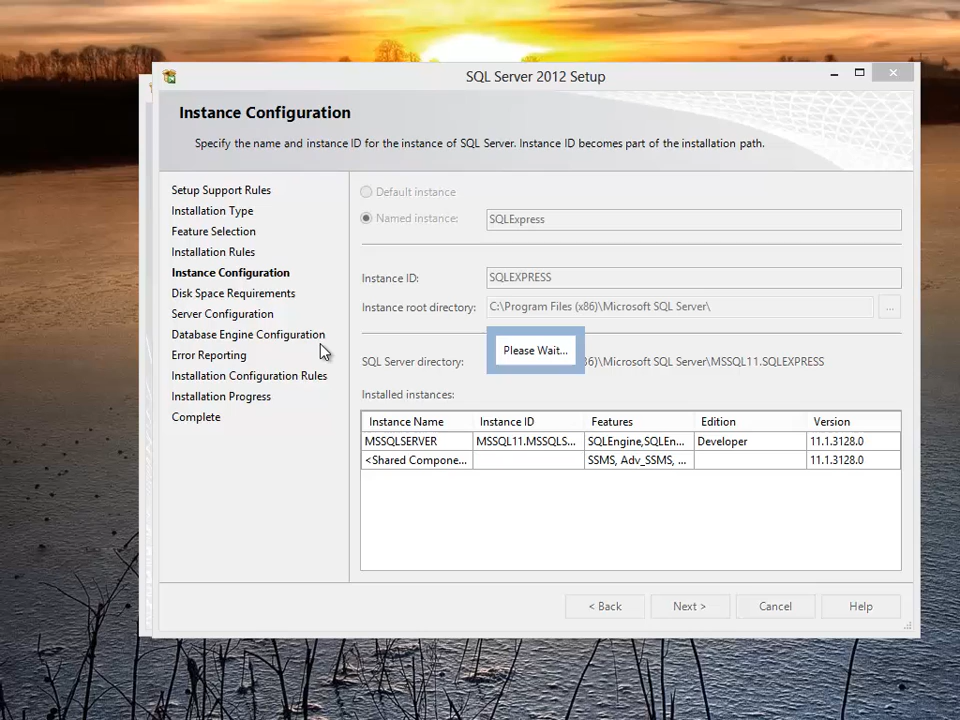 SQL Server 2012 Setup
Instance Configuration
Specify the name and instance ID for the instance of SQL Server. Instance ID becomes part of the installation path.
Setup Support Rules
Installation Type
Feature Selection
Installation Rules
Instance Configuration
Disk Space Requirements
Server Configuration
Database Engine Configuration
Error Reporting
Installation Configuration Rules
Installation Progress
Complete
Default instance
Named instance: SQLExpress
Instance ID: SQLEXPRESS
Instance root directory: C:\Program Files (x86)\Microsoft SQL Server\ ...
Please Wait...
SQL Server directory: 86)\Microsoft SQL Server\MSSQL11.SQLEXPRESS
Installed instances:
Instance Name Instance ID Features Edition Version
MSSQLSERVER MSSQL11.MSSQLS... SQLEngine,SQLEn... Developer 11.1.3128.0
<Shared Compone... SSMS, Adv_SSMS, ... 11.1.3128.0
< Back Next > Cancel Help